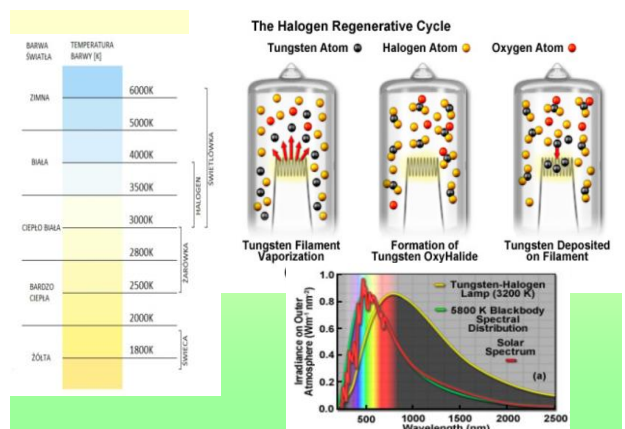 BARWA
ŚWIATŁA
TEMPERATURA
BARWY [K]
ZIMNA
BIAŁA
CIEPŁO BIAŁA
BARDZO
CIEPŁA
ŻÓŁTA
6000K
5000K
4000K
3500K
3000K
2800K
2500K
2000K
1800K
ŚWIETLÓWKA
HALOGEN
ŻARÓWKA
ŚWIECA
The Halogen Regenerative Cycle
Tungsten Atom
Halogen Atom
Oxygen Atom
Tungsten Filament
Vaporization
Formation of
Tungsten OxyHalide
Tungsten Deposited
on Filament
Irradiance on Outer
Atmosphere (Wm⁻² nm⁻²)
1.0
0.8
0.6
0.4
0.2
0.0
Tungsten-Halogen
Lamp (3200 K)
5800 K Blackbody
Spectral
Distribution
Solar
Spectrum
(a)
500
1000
1500
2000
2500
Wavelength (nm)